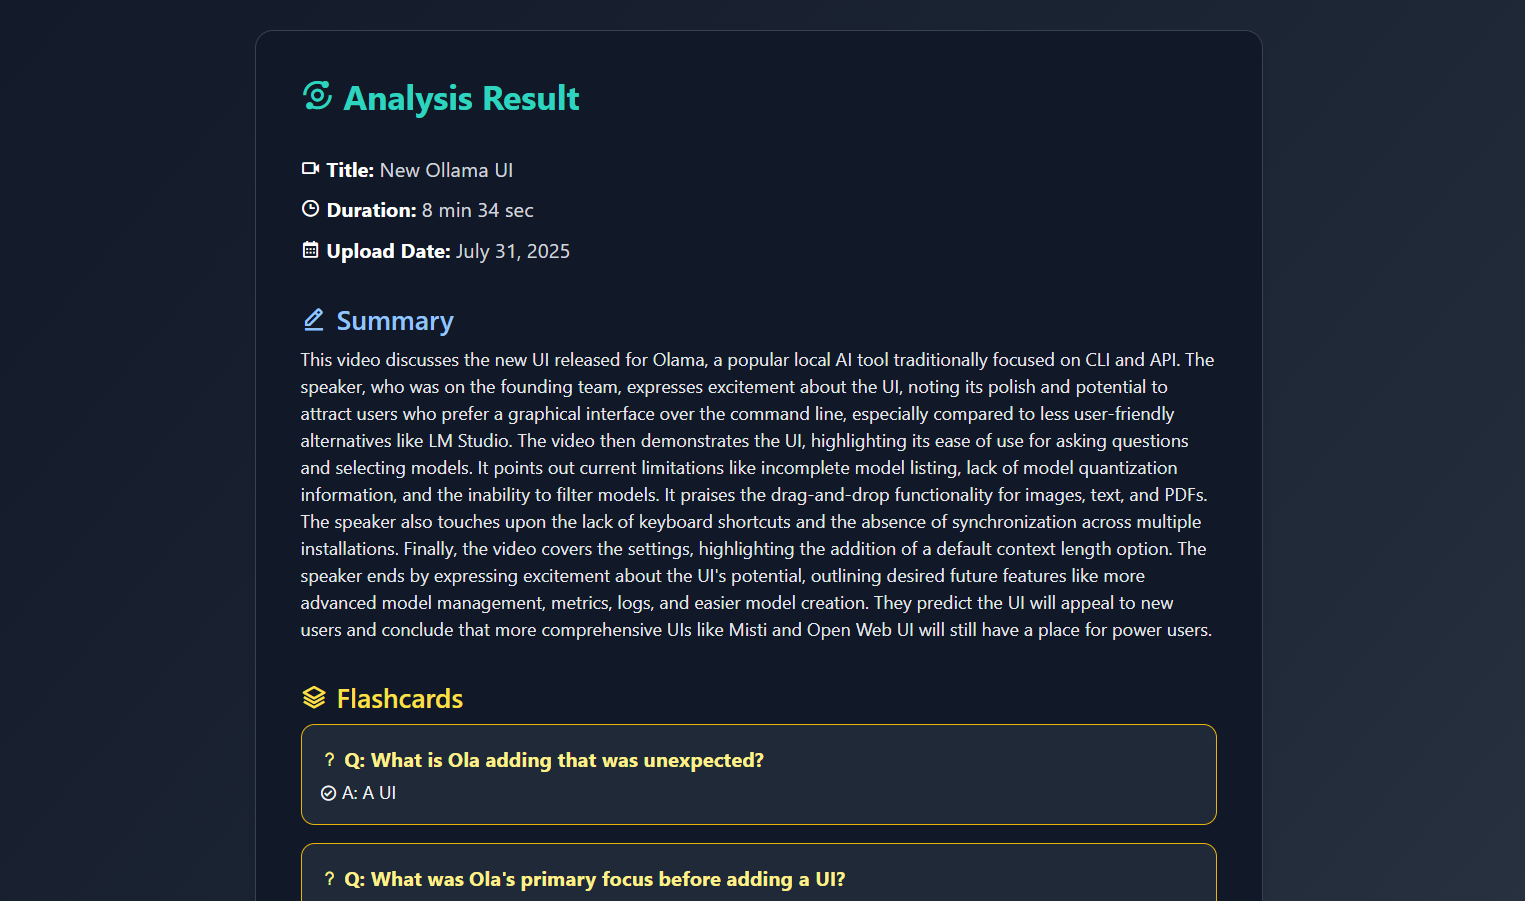 Analysis Result
Title: New Ollama UI
Duration: 8 min 34 sec
Upload Date: July 31, 2025
Summary
This video discusses the new UI released for Olama, a popular local AI tool traditionally focused on CLI and API. The
speaker, who was on the founding team, expresses excitement about the UI, noting its polish and potential to
attract users who prefer a graphical interface over the command line, especially compared to less user-friendly
alternatives like LM Studio. The video then demonstrates the UI, highlighting its ease of use for asking questions
and selecting models. It points out current limitations like incomplete model listing, lack of model quantization
information, and the inability to filter models. It praises the drag-and-drop functionality for images, text, and PDFs.
The speaker also touches upon the lack of keyboard shortcuts and the absence of synchronization across multiple
installations. Finally, the video covers the settings, highlighting the addition of a default context length option. The
speaker ends by expressing excitement about the UI's potential, outlining desired future features like more
advanced model management, metrics, logs, and easier model creation. They predict the UI will appeal to new
users and conclude that more comprehensive UIs like Misti and Open Web UI will still have a place for power users.
Flashcards
? Q: What is Ola adding that was unexpected?
A: A UI
? Q: What was Ola's primary focus before adding a UI?